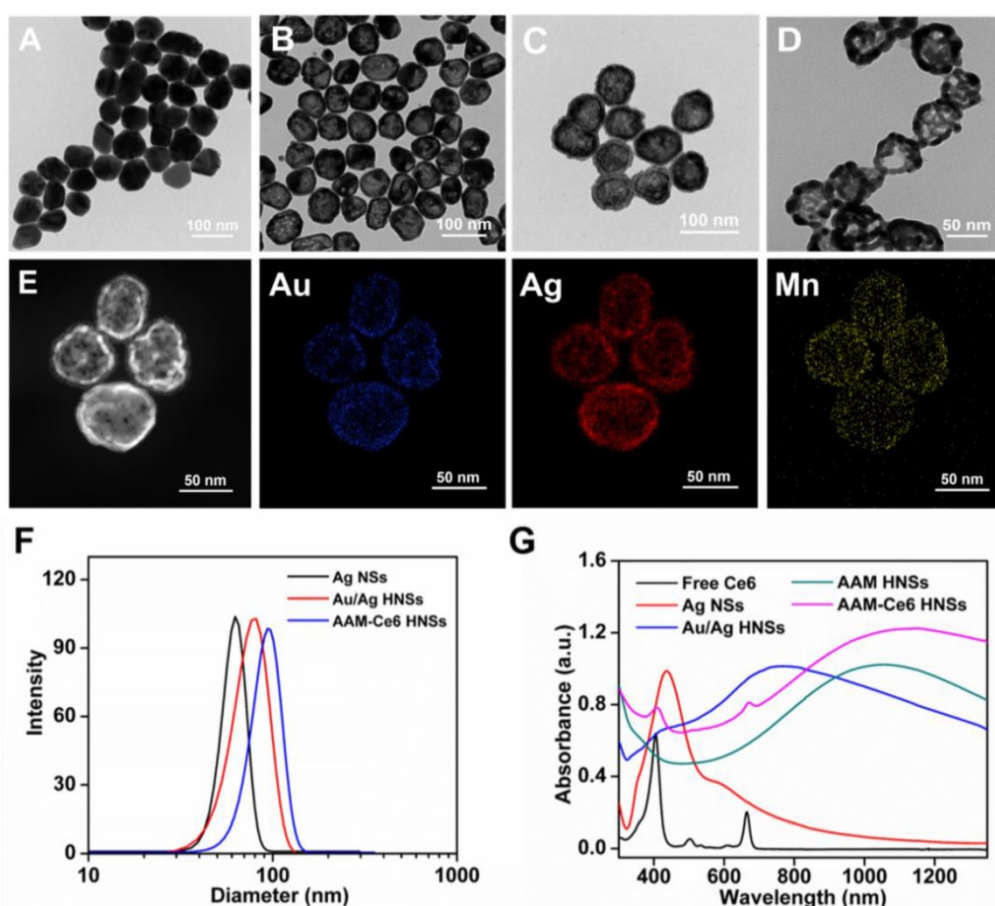 A
100 nm
B
100 nm
C
100 nm
D
50 nm
E
50 nm
Au
50 nm
Ag
50 nm
Mn
50 nm
F
Intensity
120
90
60
30
0
Ag NSs
Au/Ag HNSs
AAM-Ce6 HNSs
10
100
1000
Diameter (nm)
G
Absorbance (a.u.)
1.6
1.2
0.8
0.4
0.0
Free Ce6
Ag NSs
Au/Ag HNSs
AAM HNSs
AAM-Ce6 HNSs
400
600
800
1000
1200
Wavelength (nm)